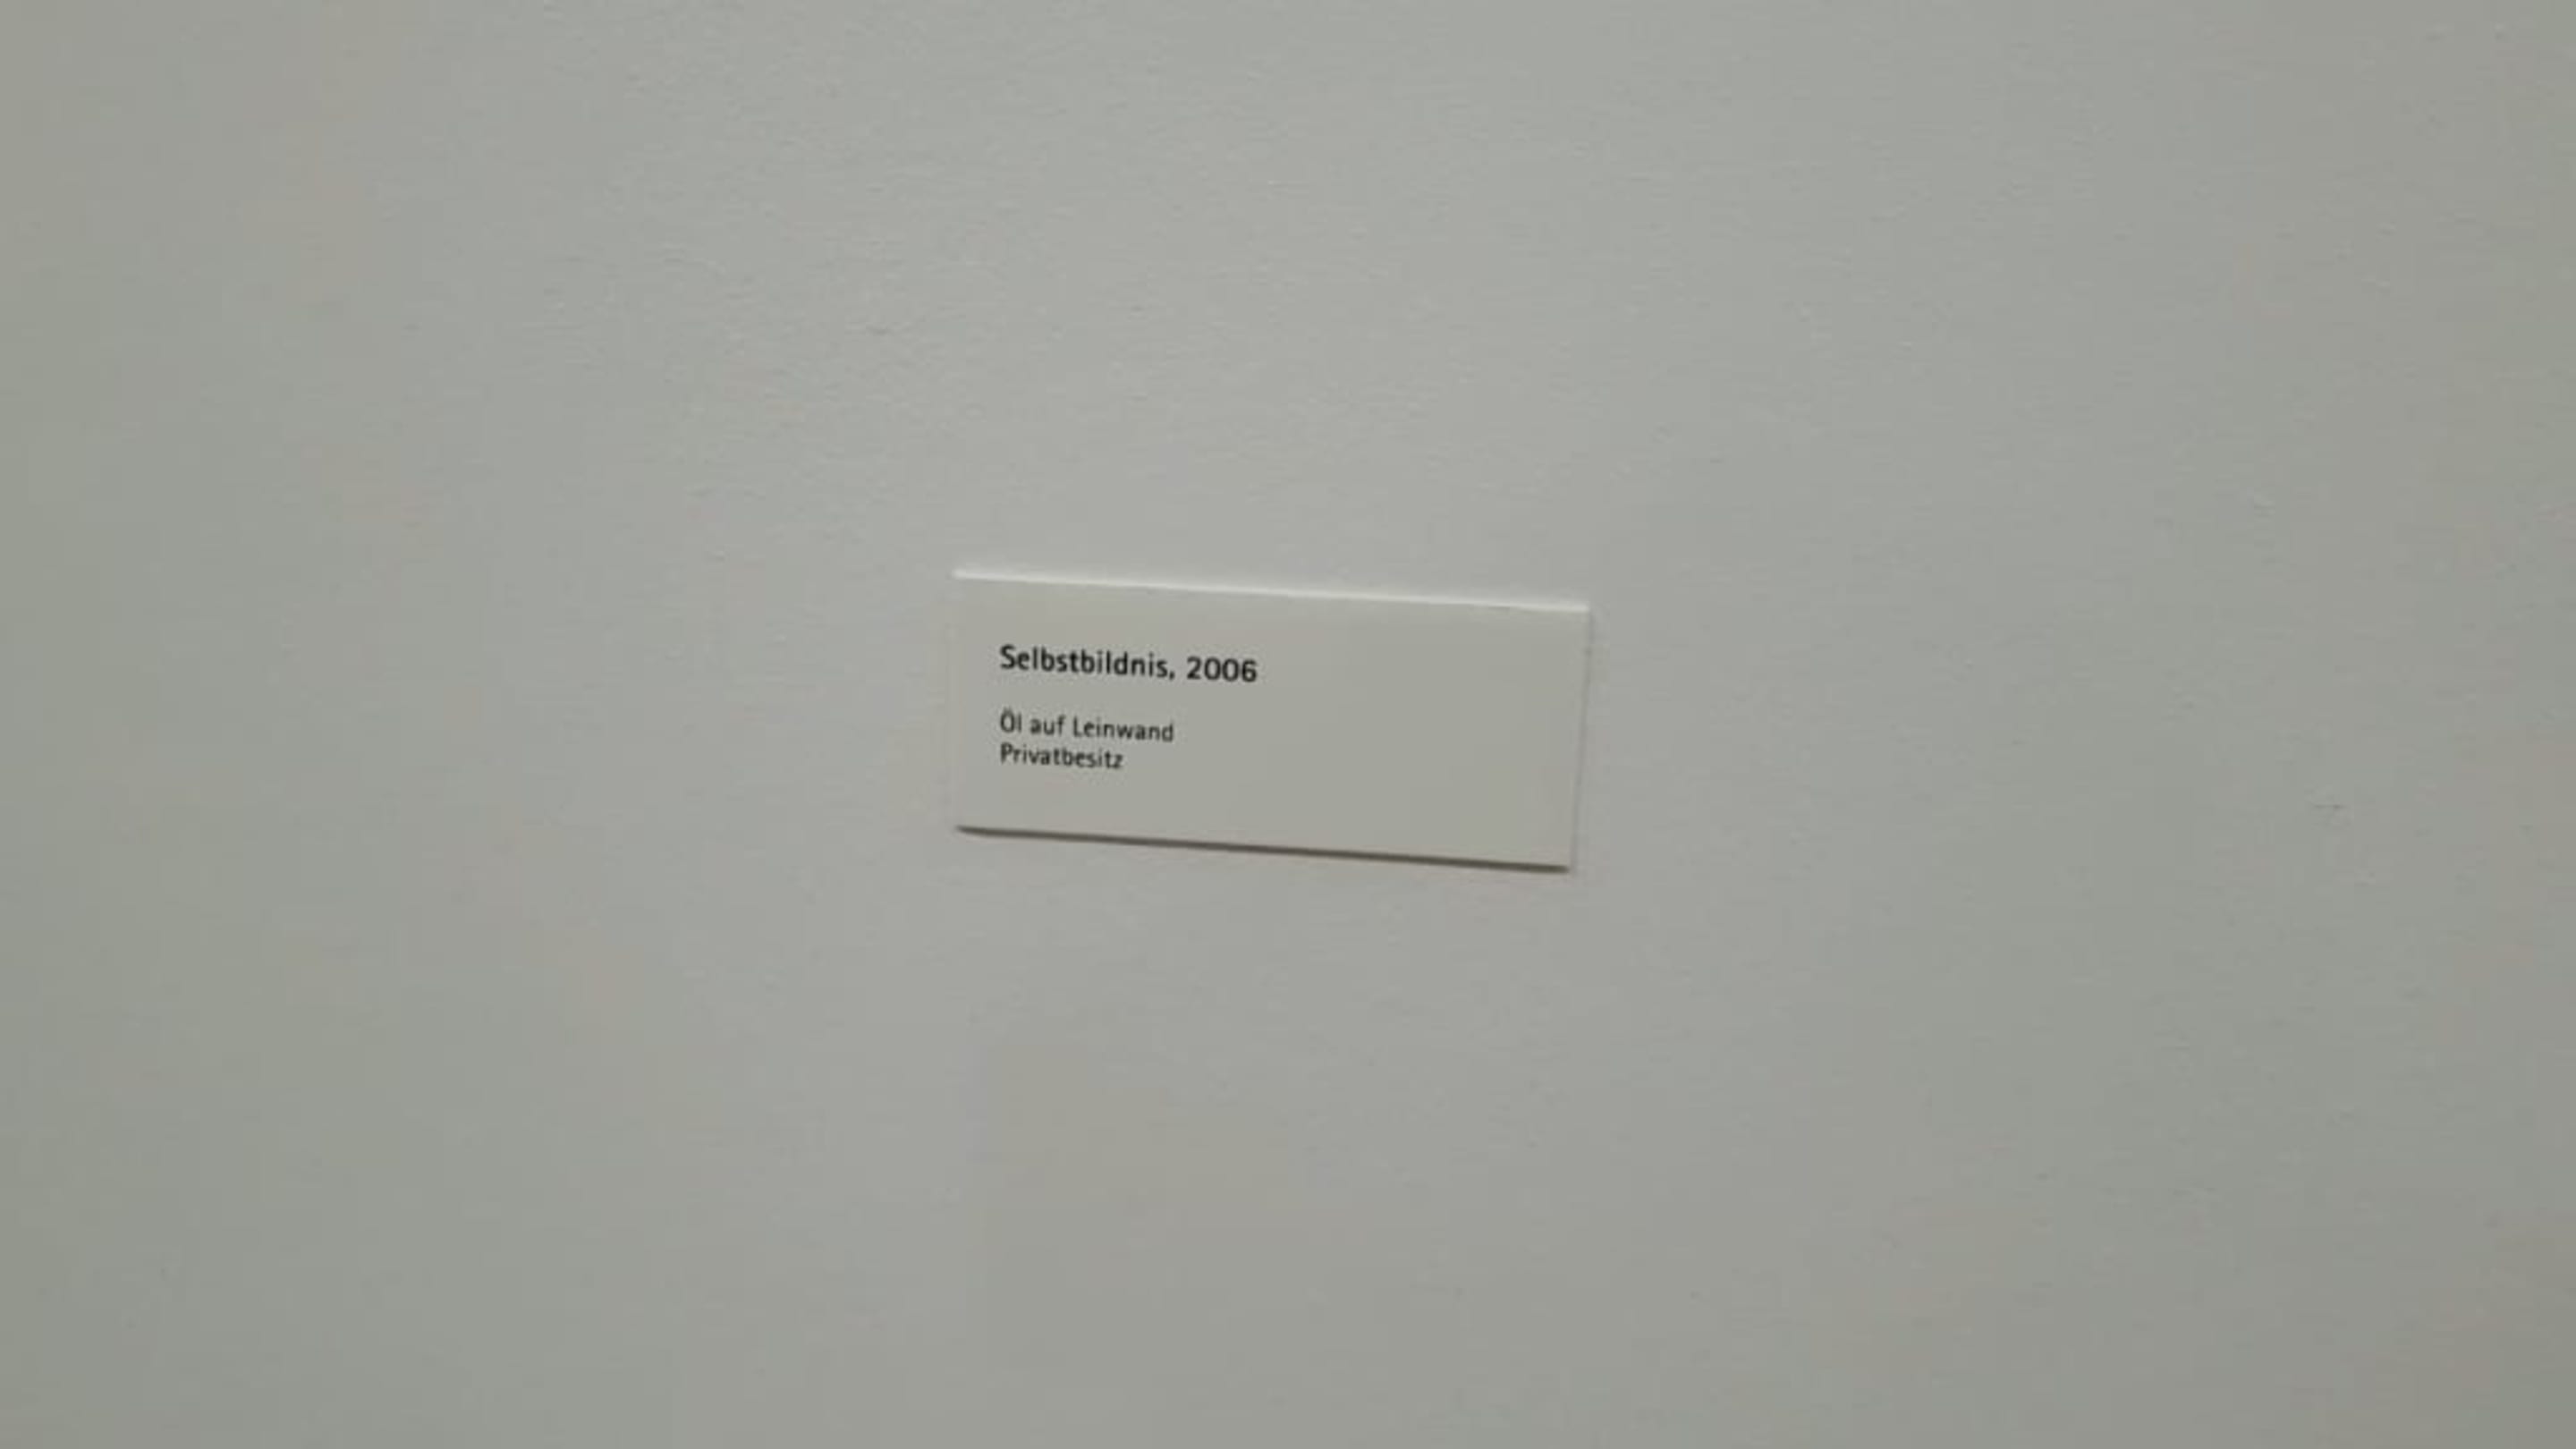 Selbstbildnis, 2006
Öl auf Leinwand
Privatbesitz